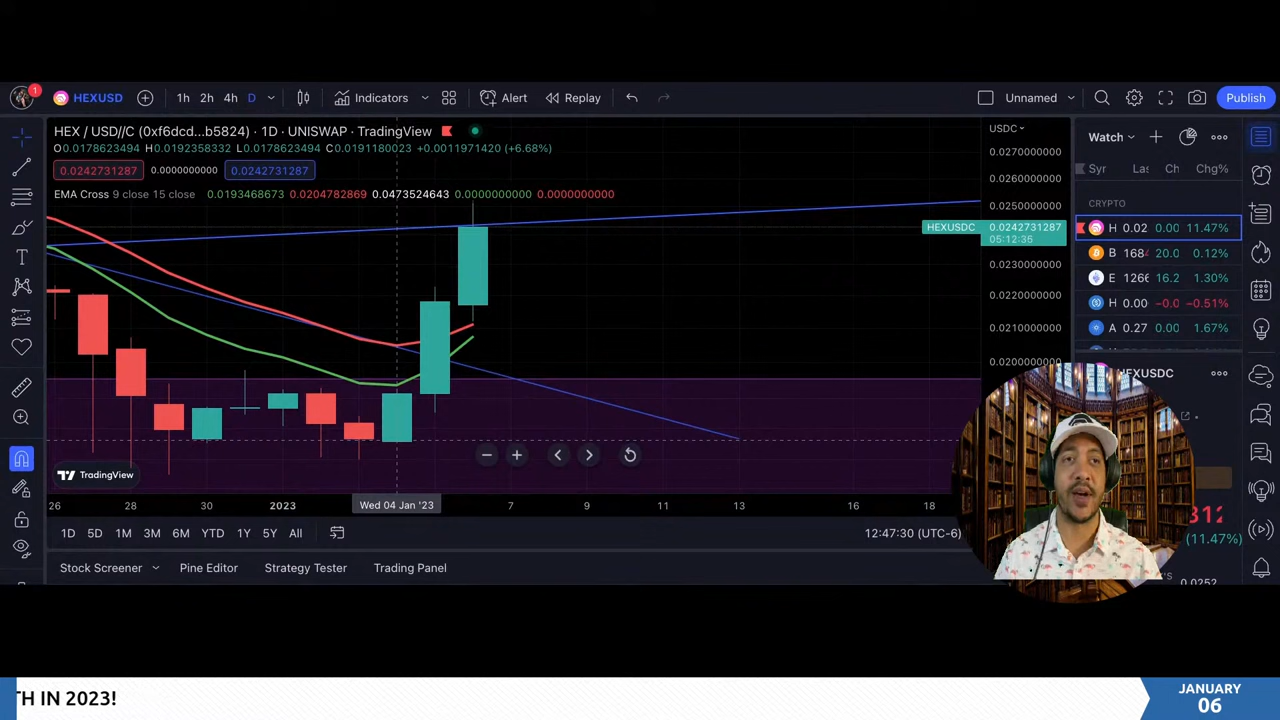 1
HEXUSD
1h 2h 4h D
Indicators
Alert
Replay
Unnamed
Publish
HEX / USD//C (0xf6dcd...b5824) · 1D · UNISWAP · TradingView
O0.0178623494 H0.0192358332 L0.0178623494 C0.0191180023 +0.0011971420 (+6.68%)
0.0242731287 0.0000000000 0.0242731287
EMA Cross 9 close 15 close 0.0193468673 0.0204782869 0.0473524643 0.0000000000 0.0000000000
USDC
0.0270000000
0.0260000000
0.0250000000
HEXUSDC 0.0242731287
05:12:36
0.0230000000
0.0220000000
0.0210000000
0.0200000000
Watch
Syr Las Ch Chg%
CRYPTO
H 0.02 0.00 11.47%
B 168 20.0 0.12%
E 1266 16.2 1.30%
H 0.00 −0.0 −0.51%
A 0.27 0.00 1.67%
HEXUSDC
312
(11.47%)
0.0252
TradingView
26 28 30 2023 Wed 04 Jan '23 7 9 11 13 16 18
1D 5D 1M 3M 6M YTD 1Y 5Y All
12:47:30 (UTC-6)
Stock Screener
Pine Editor
Strategy Tester
Trading Panel
TH IN 2023!
JANUARY
06